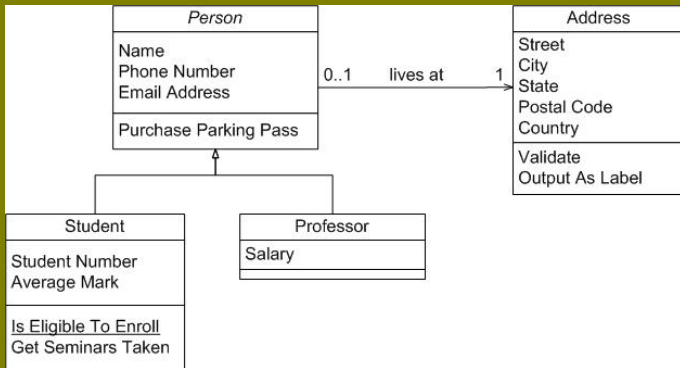 Person
Name
Phone Number
Email Address
Purchase Parking Pass
0..1 lives at 1
Address
Street
City
State
Postal Code
Country
Validate
Output As Label
Student
Student Number
Average Mark
Is Eligible To Enroll
Get Seminars Taken
Professor
Salary